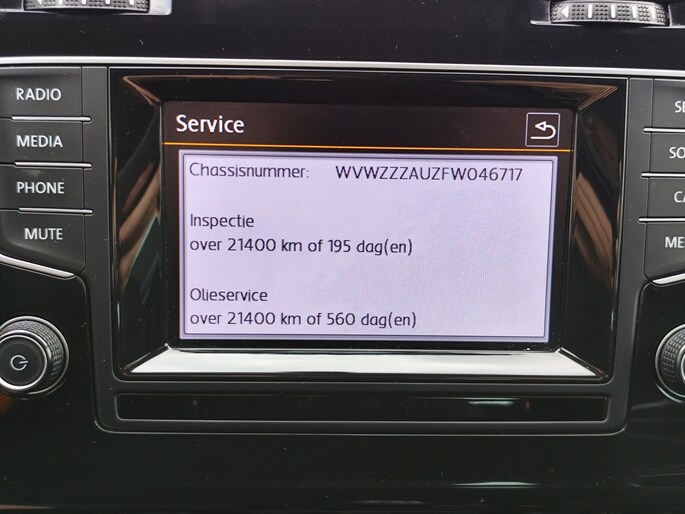 RADIO
MEDIA
PHONE
MUTE
Service
Chassisnummer: WVWZZZAUZFW046717
Inspectie
over 21400 km of 195 dag(en)
Olieservice
over 21400 km of 560 dag(en)